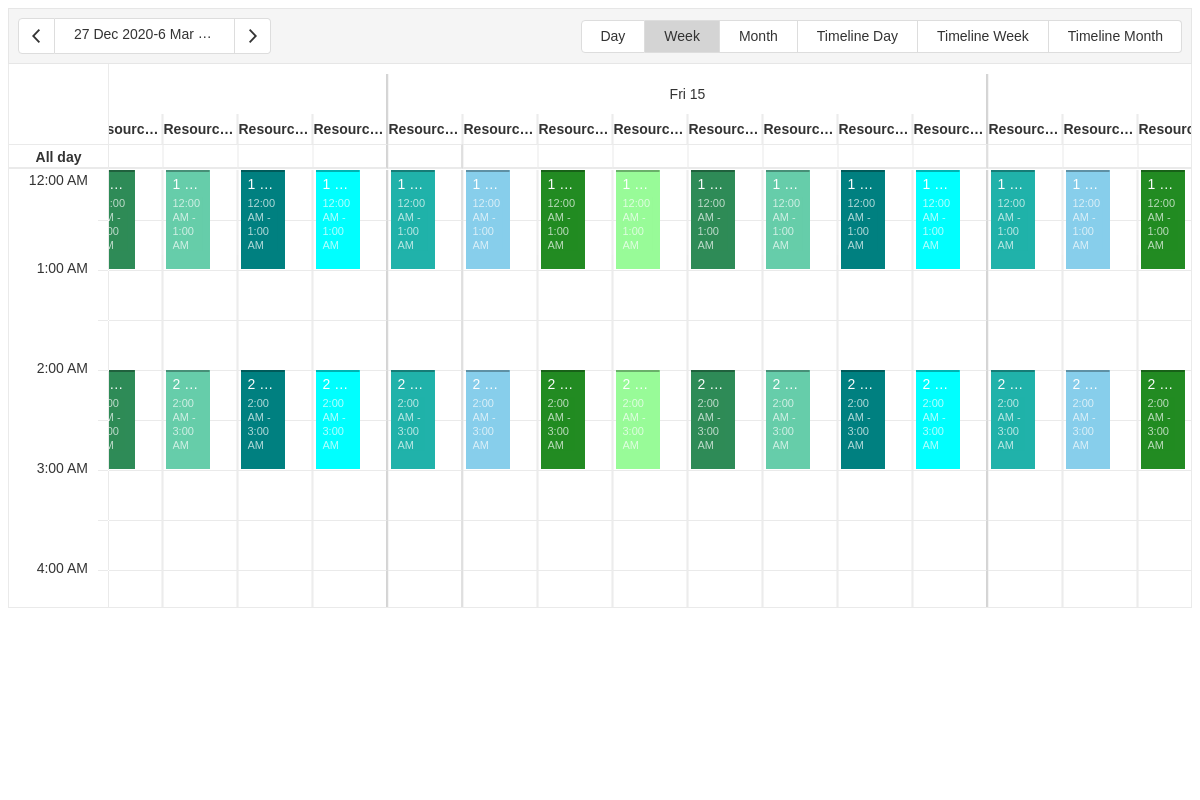 27 Dec 2020-6 Mar …
Day Week Month Timeline Day Timeline Week Timeline Month
Fri 15
sourc… Resourc… Resourc… Resourc… Resourc… Resourc… Resourc… Resourc… Resourc… Resourc… Resourc… Resourc… Resourc… Resourc… Resourc
All day
12:00 AM
… 1 … 1 … 1 … 1 … 1 … 1 … 1 … 1 … 1 … 1 … 1 … 1 … 1 … 1 …
:00 12:00 12:00 12:00 12:00 12:00 12:00 12:00 12:00 12:00 12:00 12:00 12:00 12:00 12:00
M - AM - AM - AM - AM - AM - AM - AM - AM - AM - AM - AM - AM - AM - AM -
00 1:00 1:00 1:00 1:00 1:00 1:00 1:00 1:00 1:00 1:00 1:00 1:00 1:00 1:00
M AM AM AM AM AM AM AM AM AM AM AM AM AM AM
1:00 AM
2:00 AM
… 2 … 2 … 2 … 2 … 2 … 2 … 2 … 2 … 2 … 2 … 2 … 2 … 2 … 2 …
00 2:00 2:00 2:00 2:00 2:00 2:00 2:00 2:00 2:00 2:00 2:00 2:00 2:00 2:00
M - AM - AM - AM - AM - AM - AM - AM - AM - AM - AM - AM - AM - AM - AM -
00 3:00 3:00 3:00 3:00 3:00 3:00 3:00 3:00 3:00 3:00 3:00 3:00 3:00 3:00
M AM AM AM AM AM AM AM AM AM AM AM AM AM AM
3:00 AM
4:00 AM